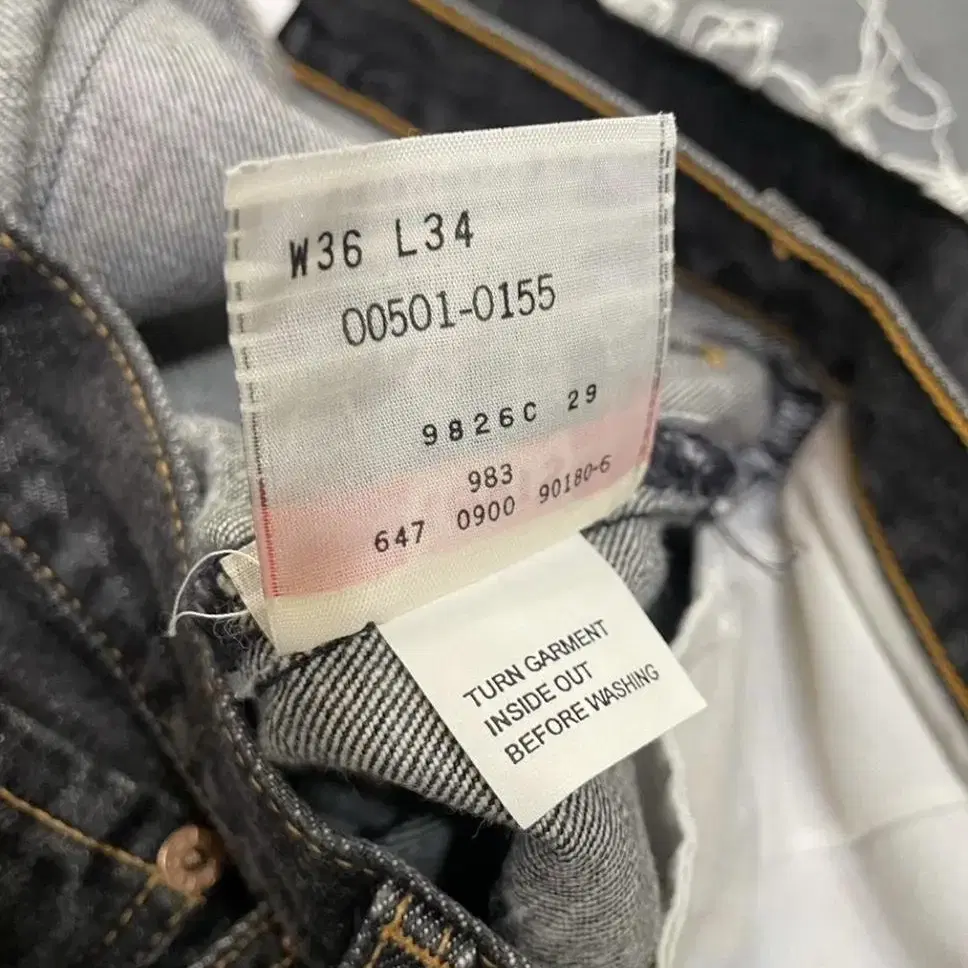 W36 L34
00501-0155
9826C 29
983
647 0900 90180-6
TURN GARMENT
INSIDE OUT
BEFORE WASHING